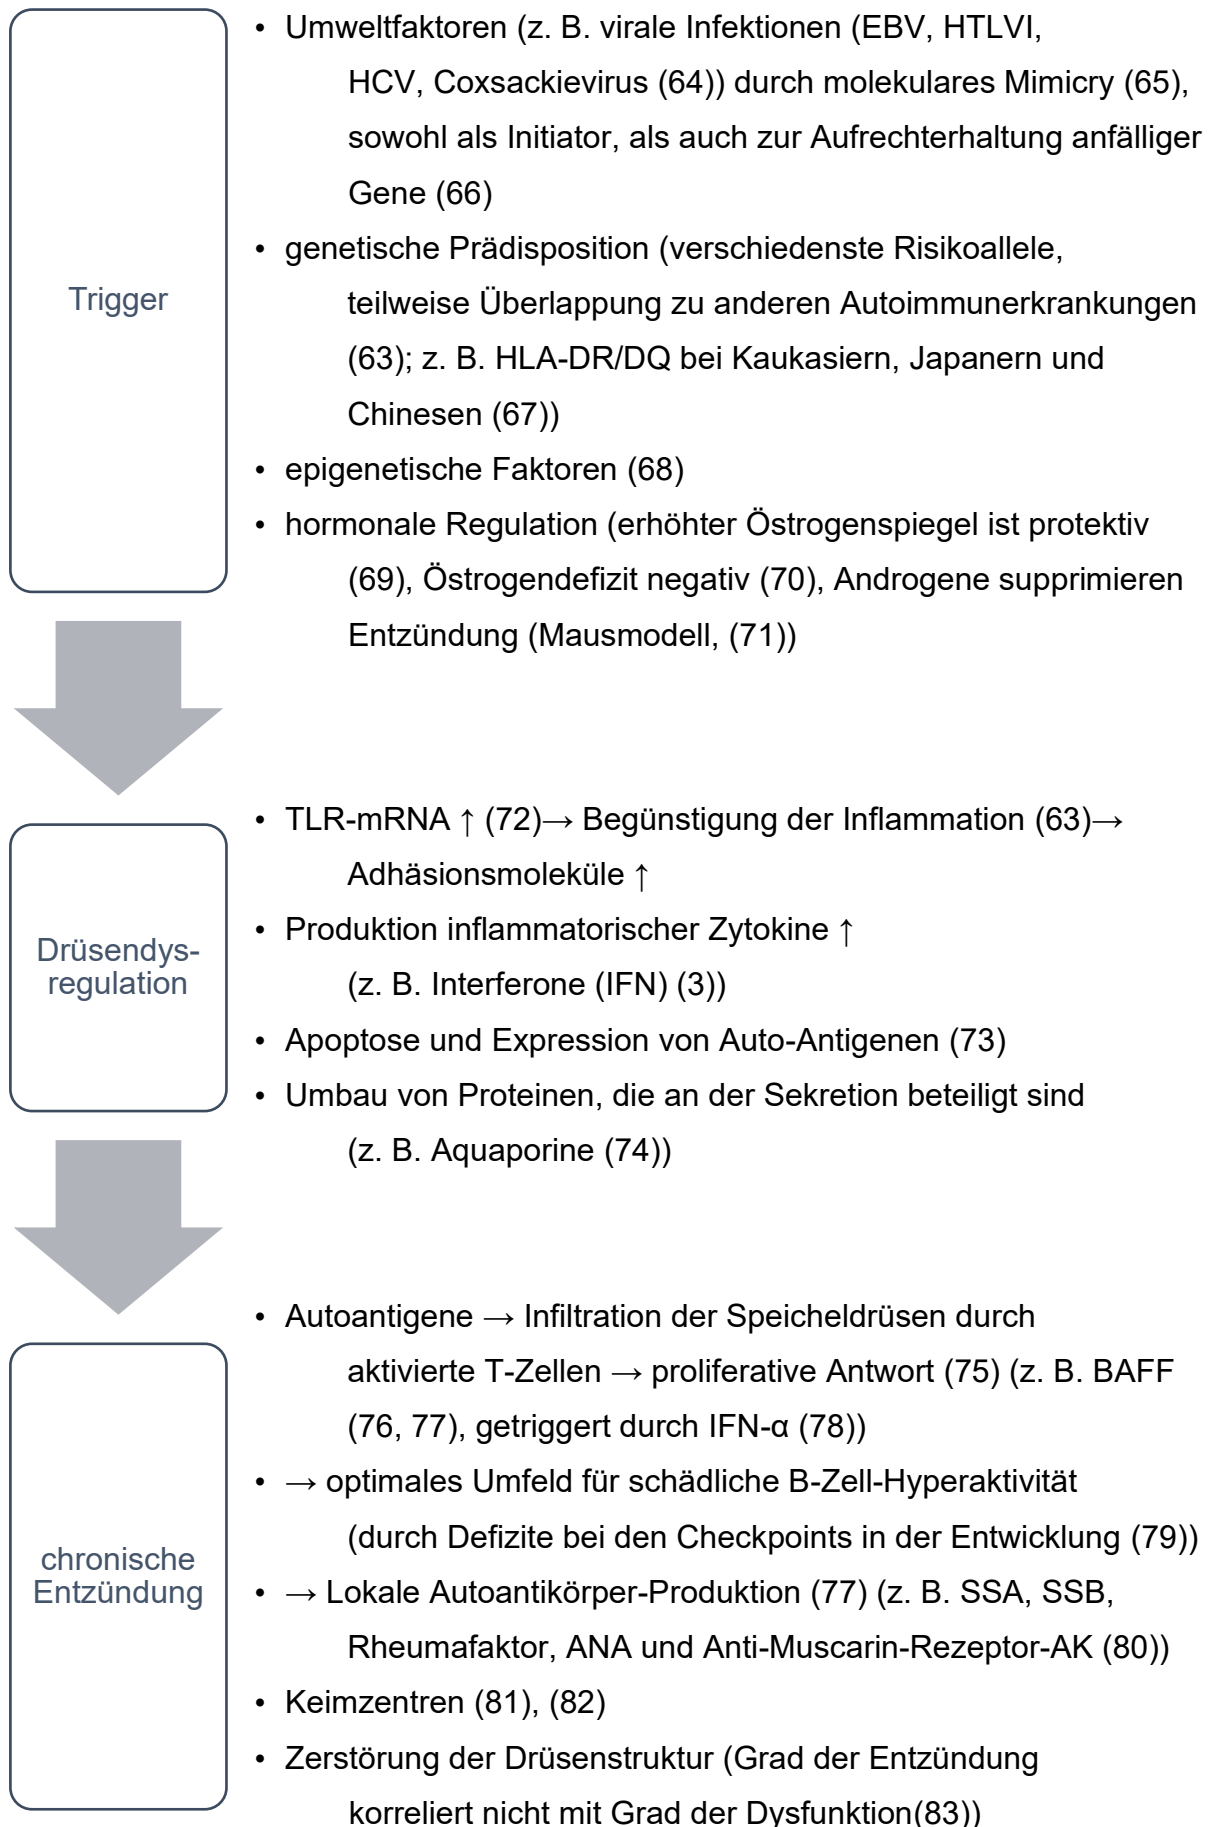 Trigger
• Umweltfaktoren (z. B. virale Infektionen (EBV, HTLVI,
HCV, Coxsackievirus (64)) durch molekulares Mimicry (65),
sowohl als Initiator, als auch zur Aufrechterhaltung anfälliger
Gene (66)
• genetische Prädisposition (verschiedenste Risikoallele,
teilweise Überlappung zu anderen Autoimmunerkrankungen
(63); z. B. HLA-DR/DQ bei Kaukasiern, Japanern und
Chinesen (67))
• epigenetische Faktoren (68)
• hormonale Regulation (erhöhter Östrogenspiegel ist protektiv
(69), Östrogendefizit negativ (70), Androgene supprimieren
Entzündung (Mausmodell, (71))
Drüsendys-
regulation
• TLR-mRNA ↑ (72)→ Begünstigung der Inflammation (63)→
Adhäsionsmoleküle ↑
• Produktion inflammatorischer Zytokine ↑
(z. B. Interferone (IFN) (3))
• Apoptose und Expression von Auto-Antigenen (73)
• Umbau von Proteinen, die an der Sekretion beteiligt sind
(z. B. Aquaporine (74))
chronische
Entzündung
• Autoantigene → Infiltration der Speicheldrüsen durch
aktivierte T-Zellen → proliferative Antwort (75) (z. B. BAFF
(76, 77), getriggert durch IFN-α (78))
• → optimales Umfeld für schädliche B-Zell-Hyperaktivität
(durch Defizite bei den Checkpoints in der Entwicklung (79))
• → Lokale Autoantikörper-Produktion (77) (z. B. SSA, SSB,
Rheumafaktor, ANA und Anti-Muscarin-Rezeptor-AK (80))
• Keimzentren (81), (82)
• Zerstörung der Drüsenstruktur (Grad der Entzündung
korreliert nicht mit Grad der Dysfunktion(83))